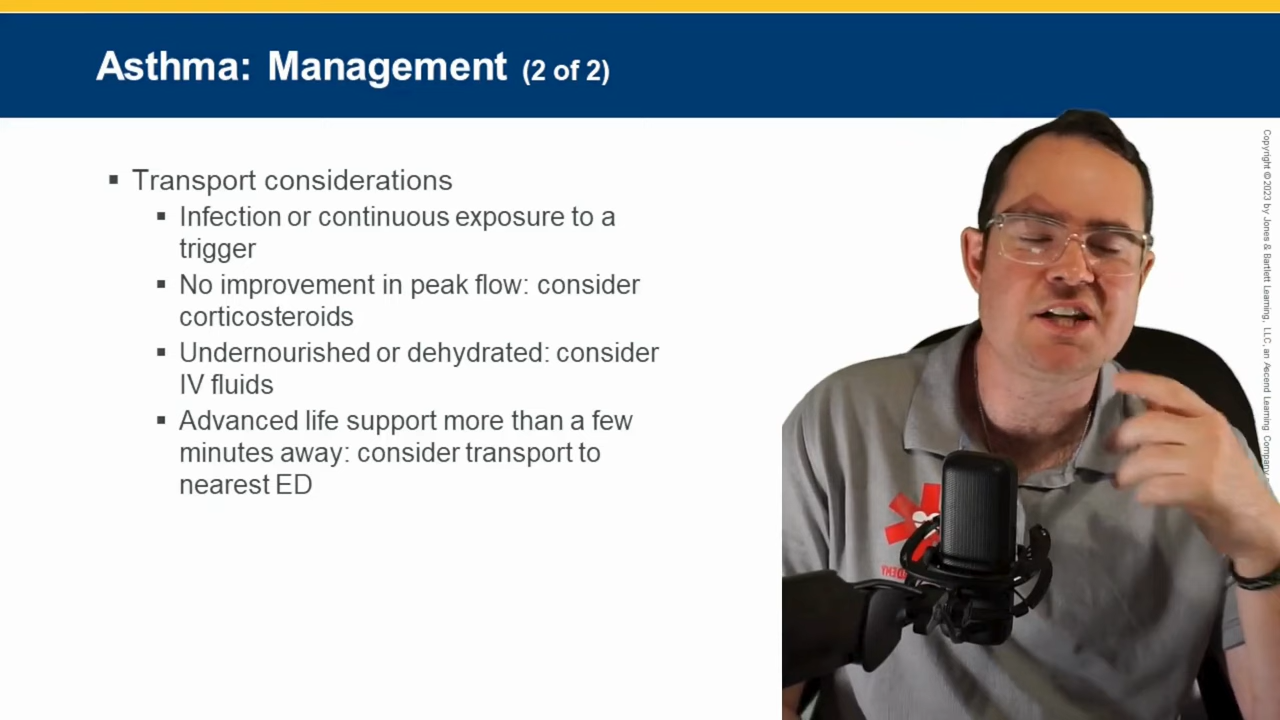 Asthma: Management (2 of 2)
▪ Transport considerations
▪ Infection or continuous exposure to a
trigger
▪ No improvement in peak flow: consider
corticosteroids
▪ Undernourished or dehydrated: consider
IV fluids
▪ Advanced life support more than a few
minutes away: consider transport to
nearest ED
Copyright ©2023 by Jones & Bartlett Learning, LLC, an Ascend Learning Company